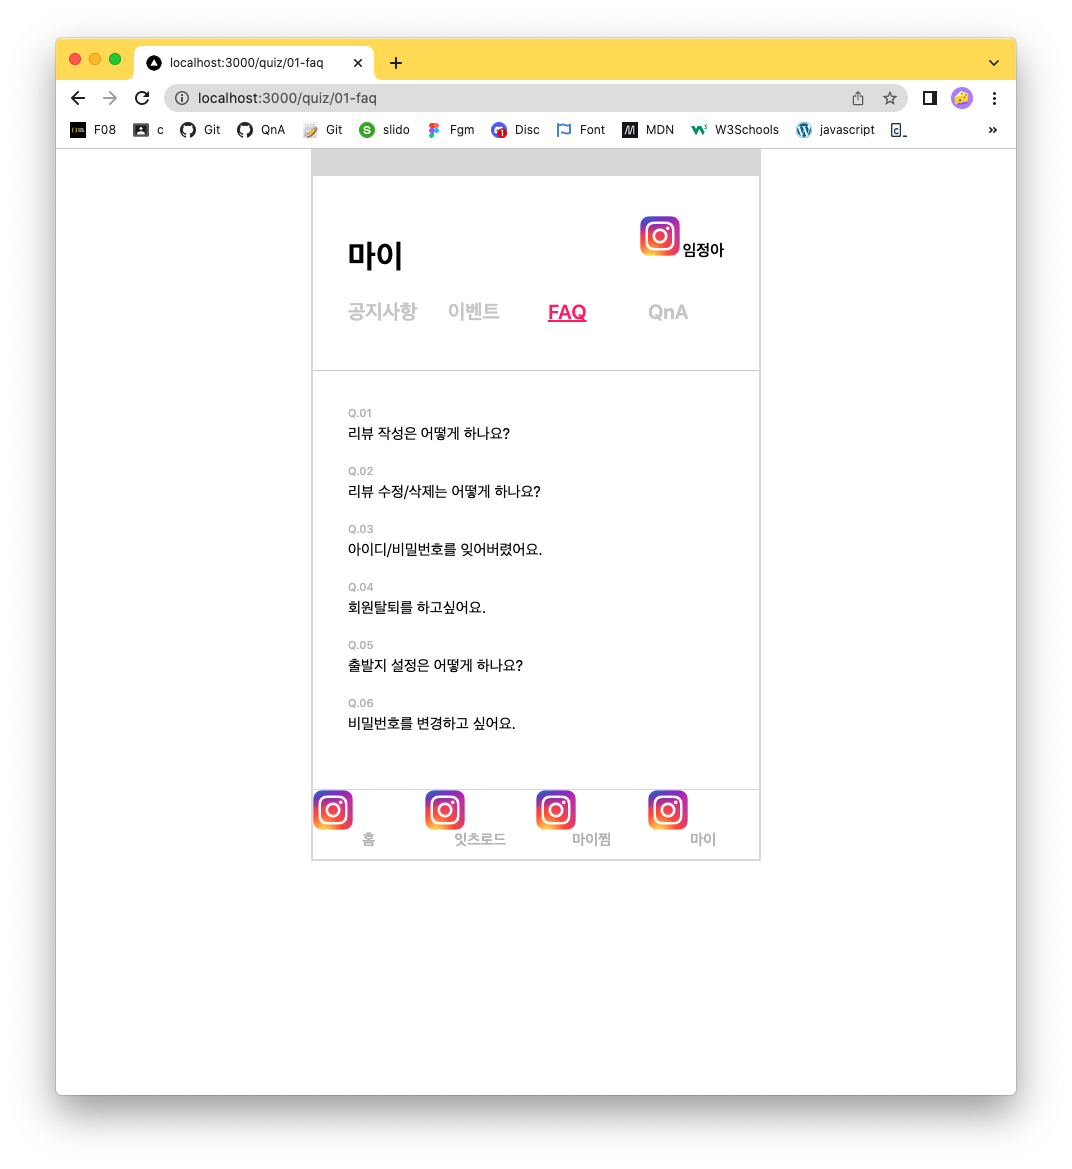 localhost:3000/quiz/01-faq
localhost:3000/quiz/01-faq
F08 c Git QnA Git slido Fgm Disc Font MDN W3Schools javascript
마이
임정아
공지사항 이벤트 FAQ QnA
Q.01
리뷰 작성은 어떻게 하나요?
Q.02
리뷰 수정/삭제는 어떻게 하나요?
Q.03
아이디/비밀번호를 잊어버렸어요.
Q.04
회원탈퇴를 하고싶어요.
Q.05
출발지 설정은 어떻게 하나요?
Q.06
비밀번호를 변경하고 싶어요.
홈 잇츠로드 마이찜 마이